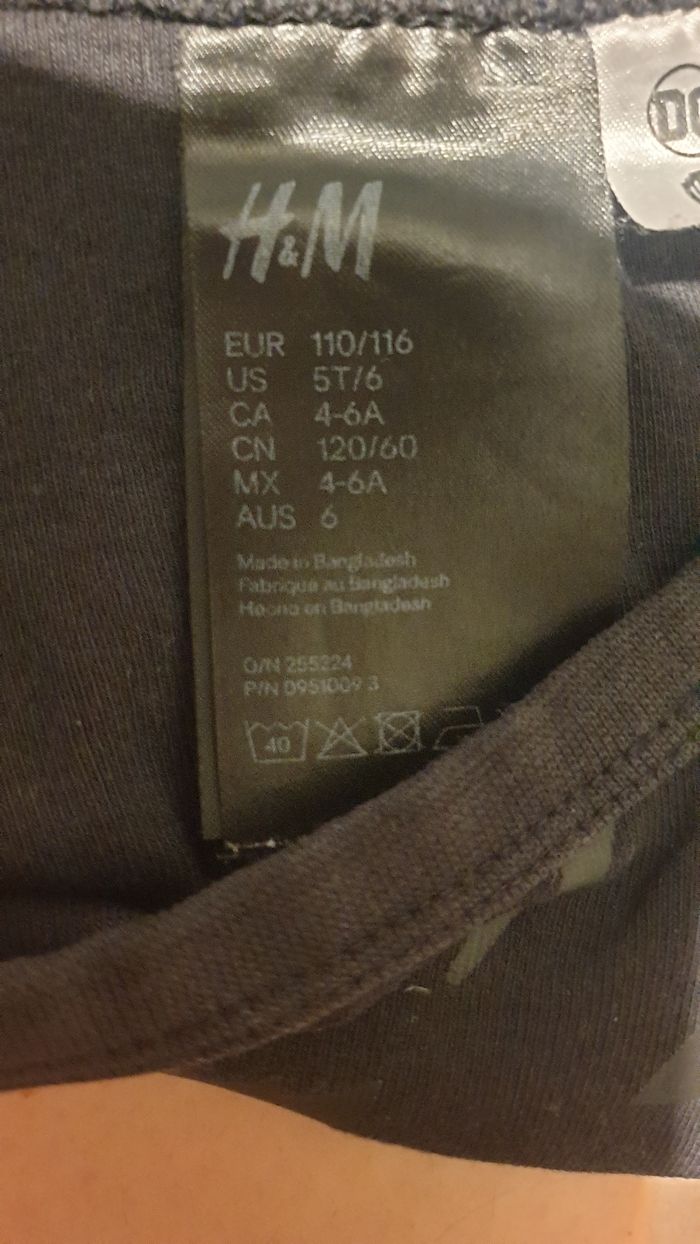 H&M
DC
EUR 110/116
US 5T/6
CA 4-6A
CN 120/60
MX 4-6A
AUS 6
Made in Bangladesh
Fabriqué au Bangladesh
Hecho en Bangladesh
O/N 255224
P/N 0951009 3
40